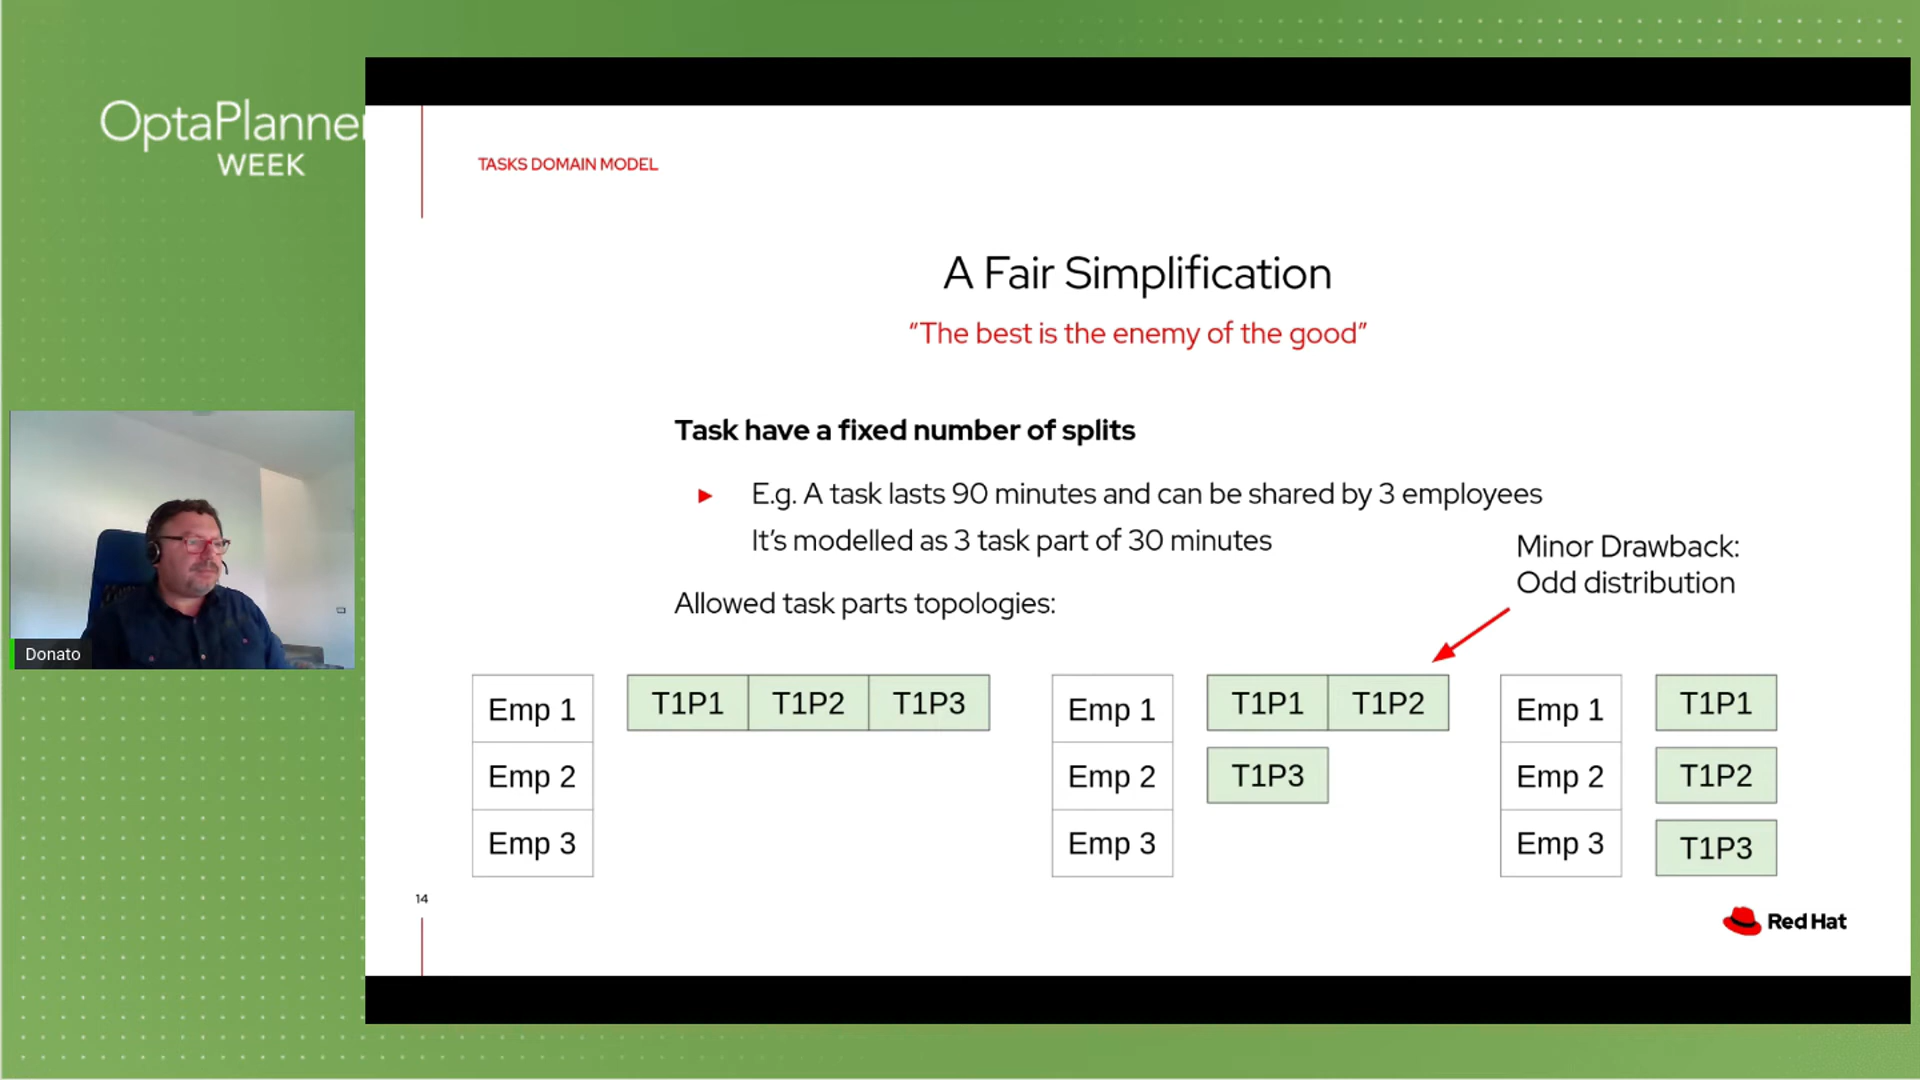 OptaPlanner
WEEK
TASKS DOMAIN MODEL
A Fair Simplification
“The best is the enemy of the good”
Task have a fixed number of splits
E.g. A task lasts 90 minutes and can be shared by 3 employees
It’s modelled as 3 task part of 30 minutes
Minor Drawback:
Odd distribution
Allowed task parts topologies:
Emp 1 T1P1 T1P2 T1P3
Emp 2
Emp 3
Emp 1 T1P1 T1P2
Emp 2 T1P3
Emp 3
Emp 1 T1P1
Emp 2 T1P2
Emp 3 T1P3
14
Red Hat
Donato